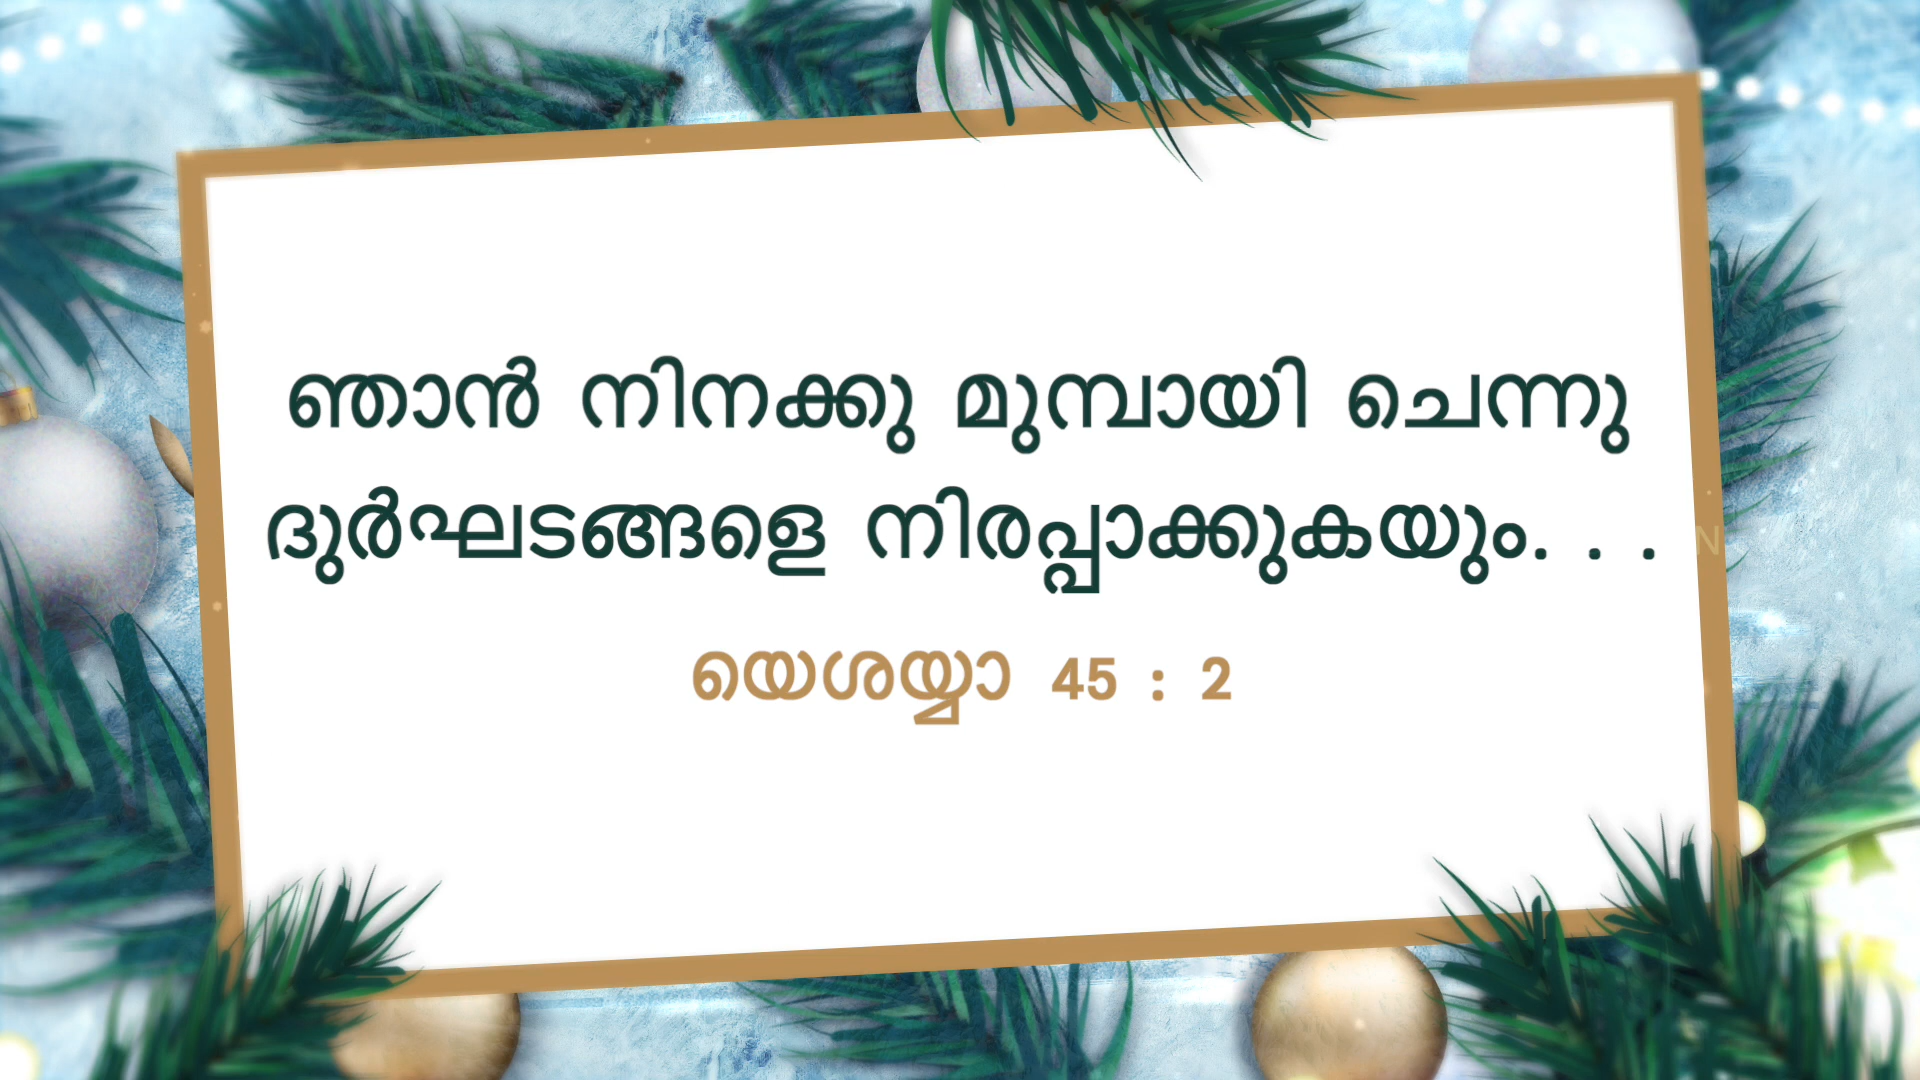 ഞാൻ നിനക്കു മുമ്പായി ചെന്നു
ദുർഘടങ്ങളെ നിരപ്പാക്കുകയും. . .
യെശയ്യാ 45 : 2